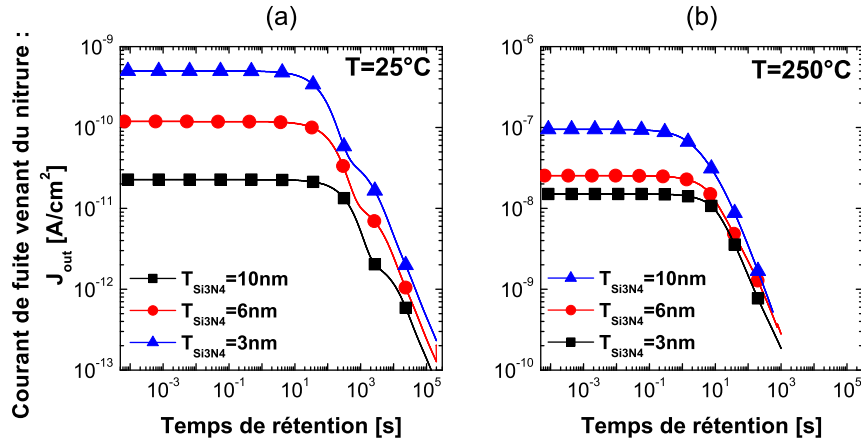 (a)
(b)
Courant de fuite venant du nitrure :
J_out [A/cm²]
10^-9
10^-10
10^-11
10^-12
10^-13
T=25°C
T_Si3N4=10nm
T_Si3N4=6nm
T_Si3N4=3nm
10^-3
10^-1
10^1
10^3
10^5
Temps de rétention [s]
10^-6
10^-7
10^-8
10^-9
10^-10
T=250°C
T_Si3N4=10nm
T_Si3N4=6nm
T_Si3N4=3nm
10^-3
10^-1
10^1
10^3
10^5
Temps de rétention [s]